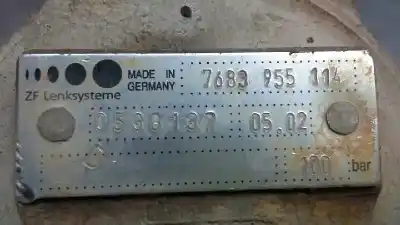 MADE IN
GERMANY
7683 955 114
ZF Lenksysteme
05.02
100 bar